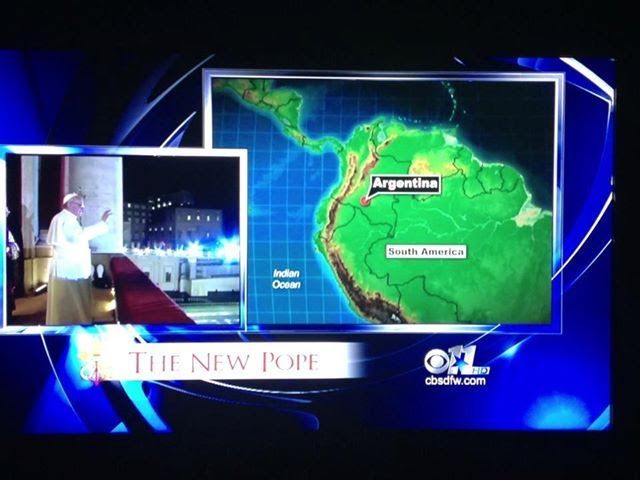 Argentina
South America
Indian
Ocean
THE NEW POPE
CBS 11 HD
cbsdfw.com